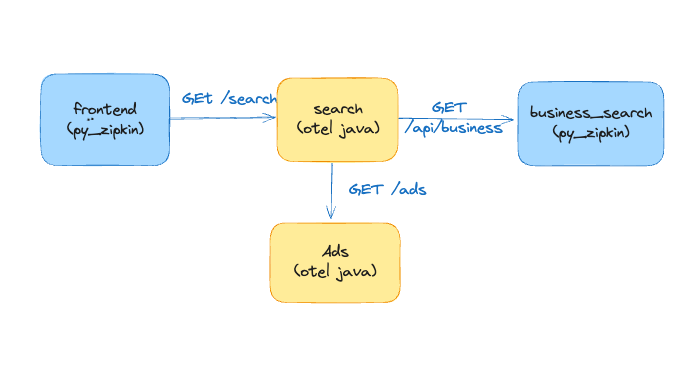 frontend
(py_zipkin)
GEt /search
search
(otel java)
GET
/api/business
business_search
(py_zipkin)
GET /ads
Ads
(otel java)